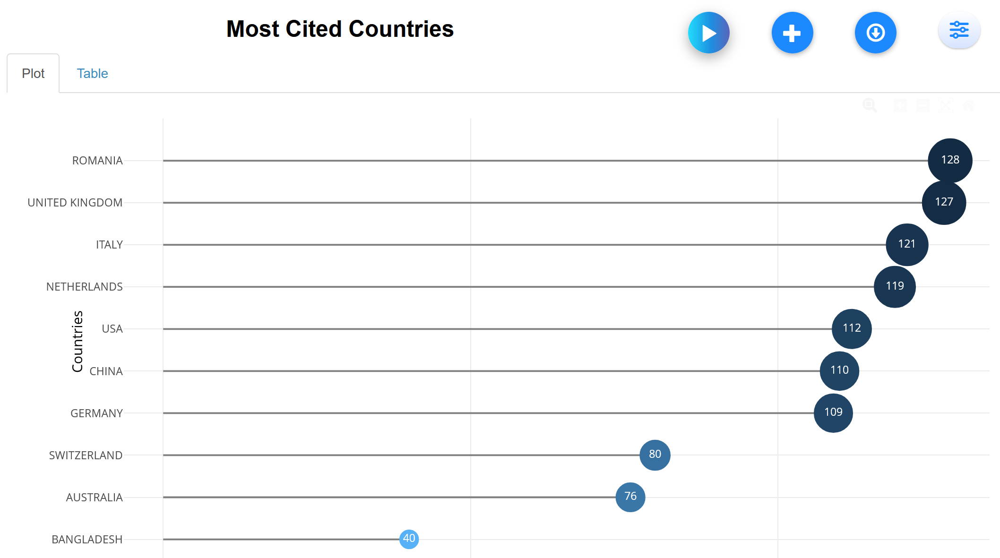 Most Cited Countries
Plot
Table
ROMANIA
128
UNITED KINGDOM
127
ITALY
121
NETHERLANDS
119
USA
112
Countries
CHINA
110
GERMANY
109
SWITZERLAND
80
AUSTRALIA
76
BANGLADESH
40